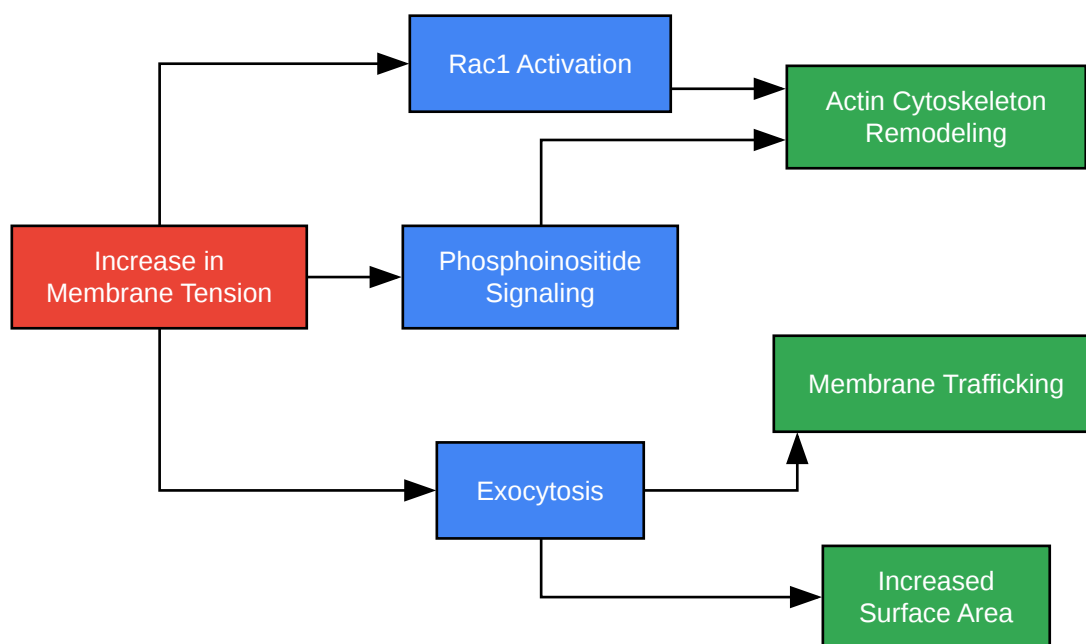 Rac1 Activation
Actin Cytoskeleton
Remodeling
Increase in
Membrane Tension
Phosphoinositide
Signaling
Membrane Trafficking
Exocytosis
Increased
Surface Area